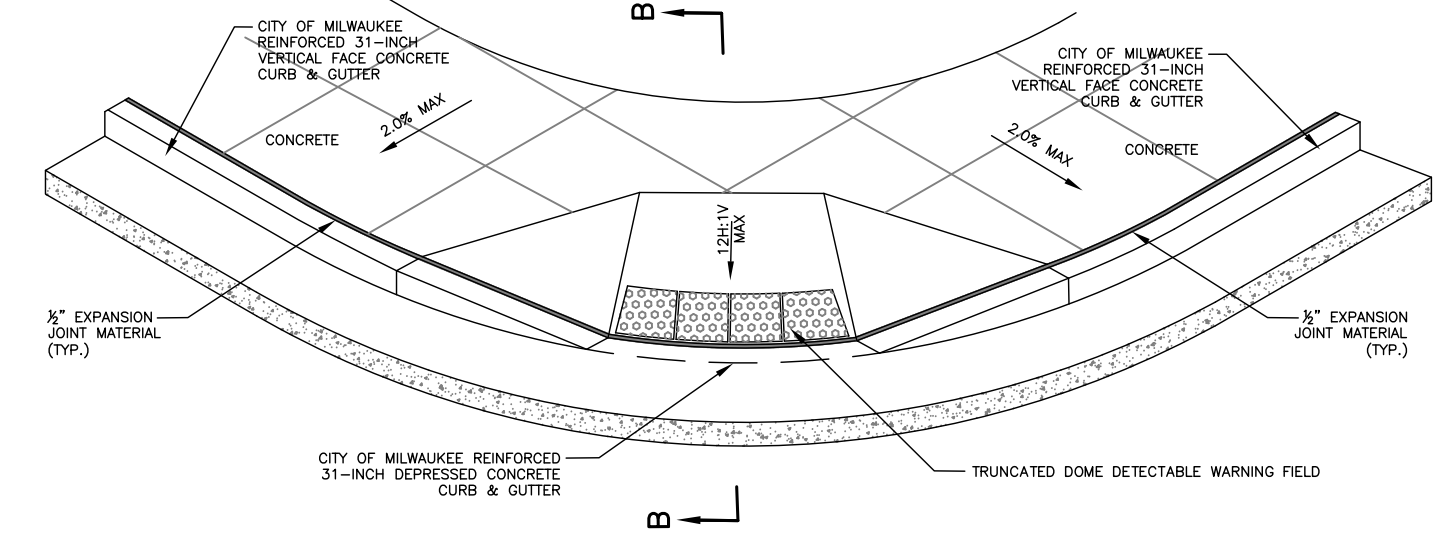 B
CITY OF MILWAUKEE
REINFORCED 31-INCH
VERTICAL FACE CONCRETE
CURB & GUTTER
CITY OF MILWAUKEE
REINFORCED 31-INCH
VERTICAL FACE CONCRETE
CURB & GUTTER
2.0% MAX
CONCRETE
2.0% MAX
CONCRETE
12H:1V
MAX
½" EXPANSION
JOINT MATERIAL
(TYP.)
½" EXPANSION
JOINT MATERIAL
(TYP.)
CITY OF MILWAUKEE REINFORCED
31-INCH DEPRESSED CONCRETE
CURB & GUTTER
TRUNCATED DOME DETECTABLE WARNING FIELD
B